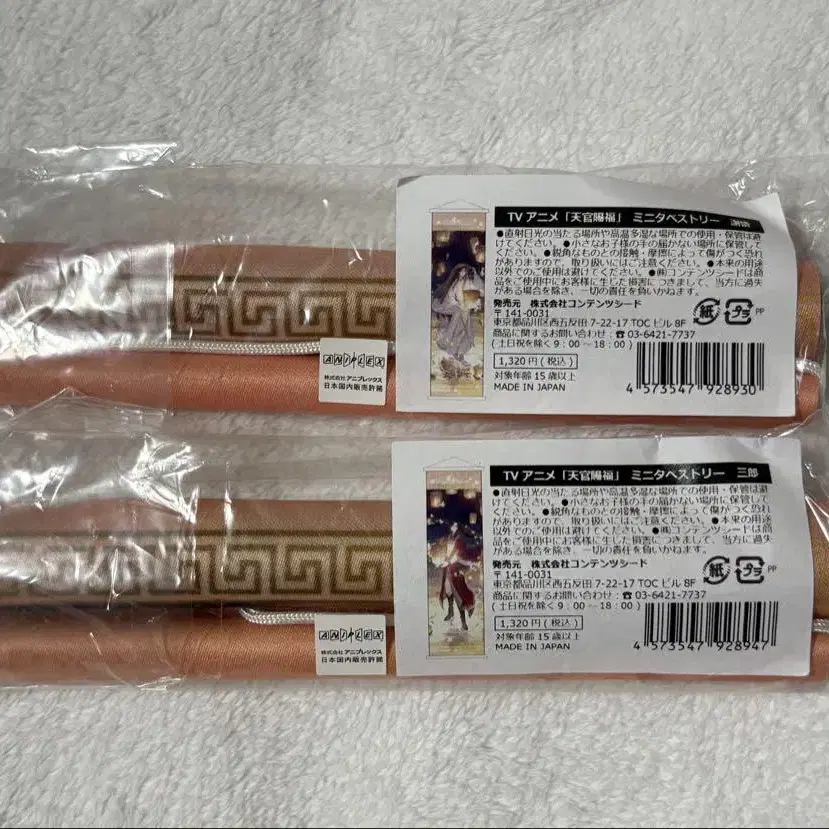 TVアニメ「天官賜福」 ミニタペストリー
●直射日光の当たる場所や高温多湿な場所での使用・保管は避
けてください。●小さなお子様の手の届かない場所に保管して
ください。●鋭角なものとの接触・摩擦によって傷がつく恐れ
がありますので、取り扱いにはご注意ください。●本来の用途
以外でのご使用は避けてください。●㈱コンテンツシードは商
品をご使用中にお客様に生じた損害につきまして、当方に過失
がある場合を除き、一切の責任を負いかねます。
発売元 株式会社コンテンツシード
〒141-0031
東京都品川区西五反田 7-22-17 TOC ビル 8F
商品に関するお問い合わせ:☎03-6421-7737
(土日祝を除く9:00~18:00)
1,320円(税込)
対象年齢 15 歳以上
MADE IN JAPAN
紙
プラ
PP
4 573547 928930
ANIPLEX
株式会社 アニプレックス
日本国内販売許諾
TVアニメ「天官賜福」 ミニタペストリー 三郎
●直射日光の当たる場所や高温多湿な場所での使用・保管は避
けてください。●小さなお子様の手の届かない場所に保管して
ください。●鋭角なものとの接触・摩擦によって傷がつく恐れ
がありますので、取り扱いにはご注意ください。●本来の用途
以外でのご使用は避けてください。●㈱コンテンツシードは商
品をご使用中にお客様に生じた損害につきまして、当方に過失
がある場合を除き、一切の責任を負いかねます。
発売元 株式会社コンテンツシード
〒141-0031
東京都品川区西五反田 7-22-17 TOC ビル 8F
商品に関するお問い合わせ:☎03-6421-7737
(土日祝を除く9:00~18:00)
1,320円(税込)
対象年齢 15 歳以上
MADE IN JAPAN
紙
プラ
PP
4 573547 928947
ANIPLEX
株式会社 アニプレックス
日本国内販売許諾